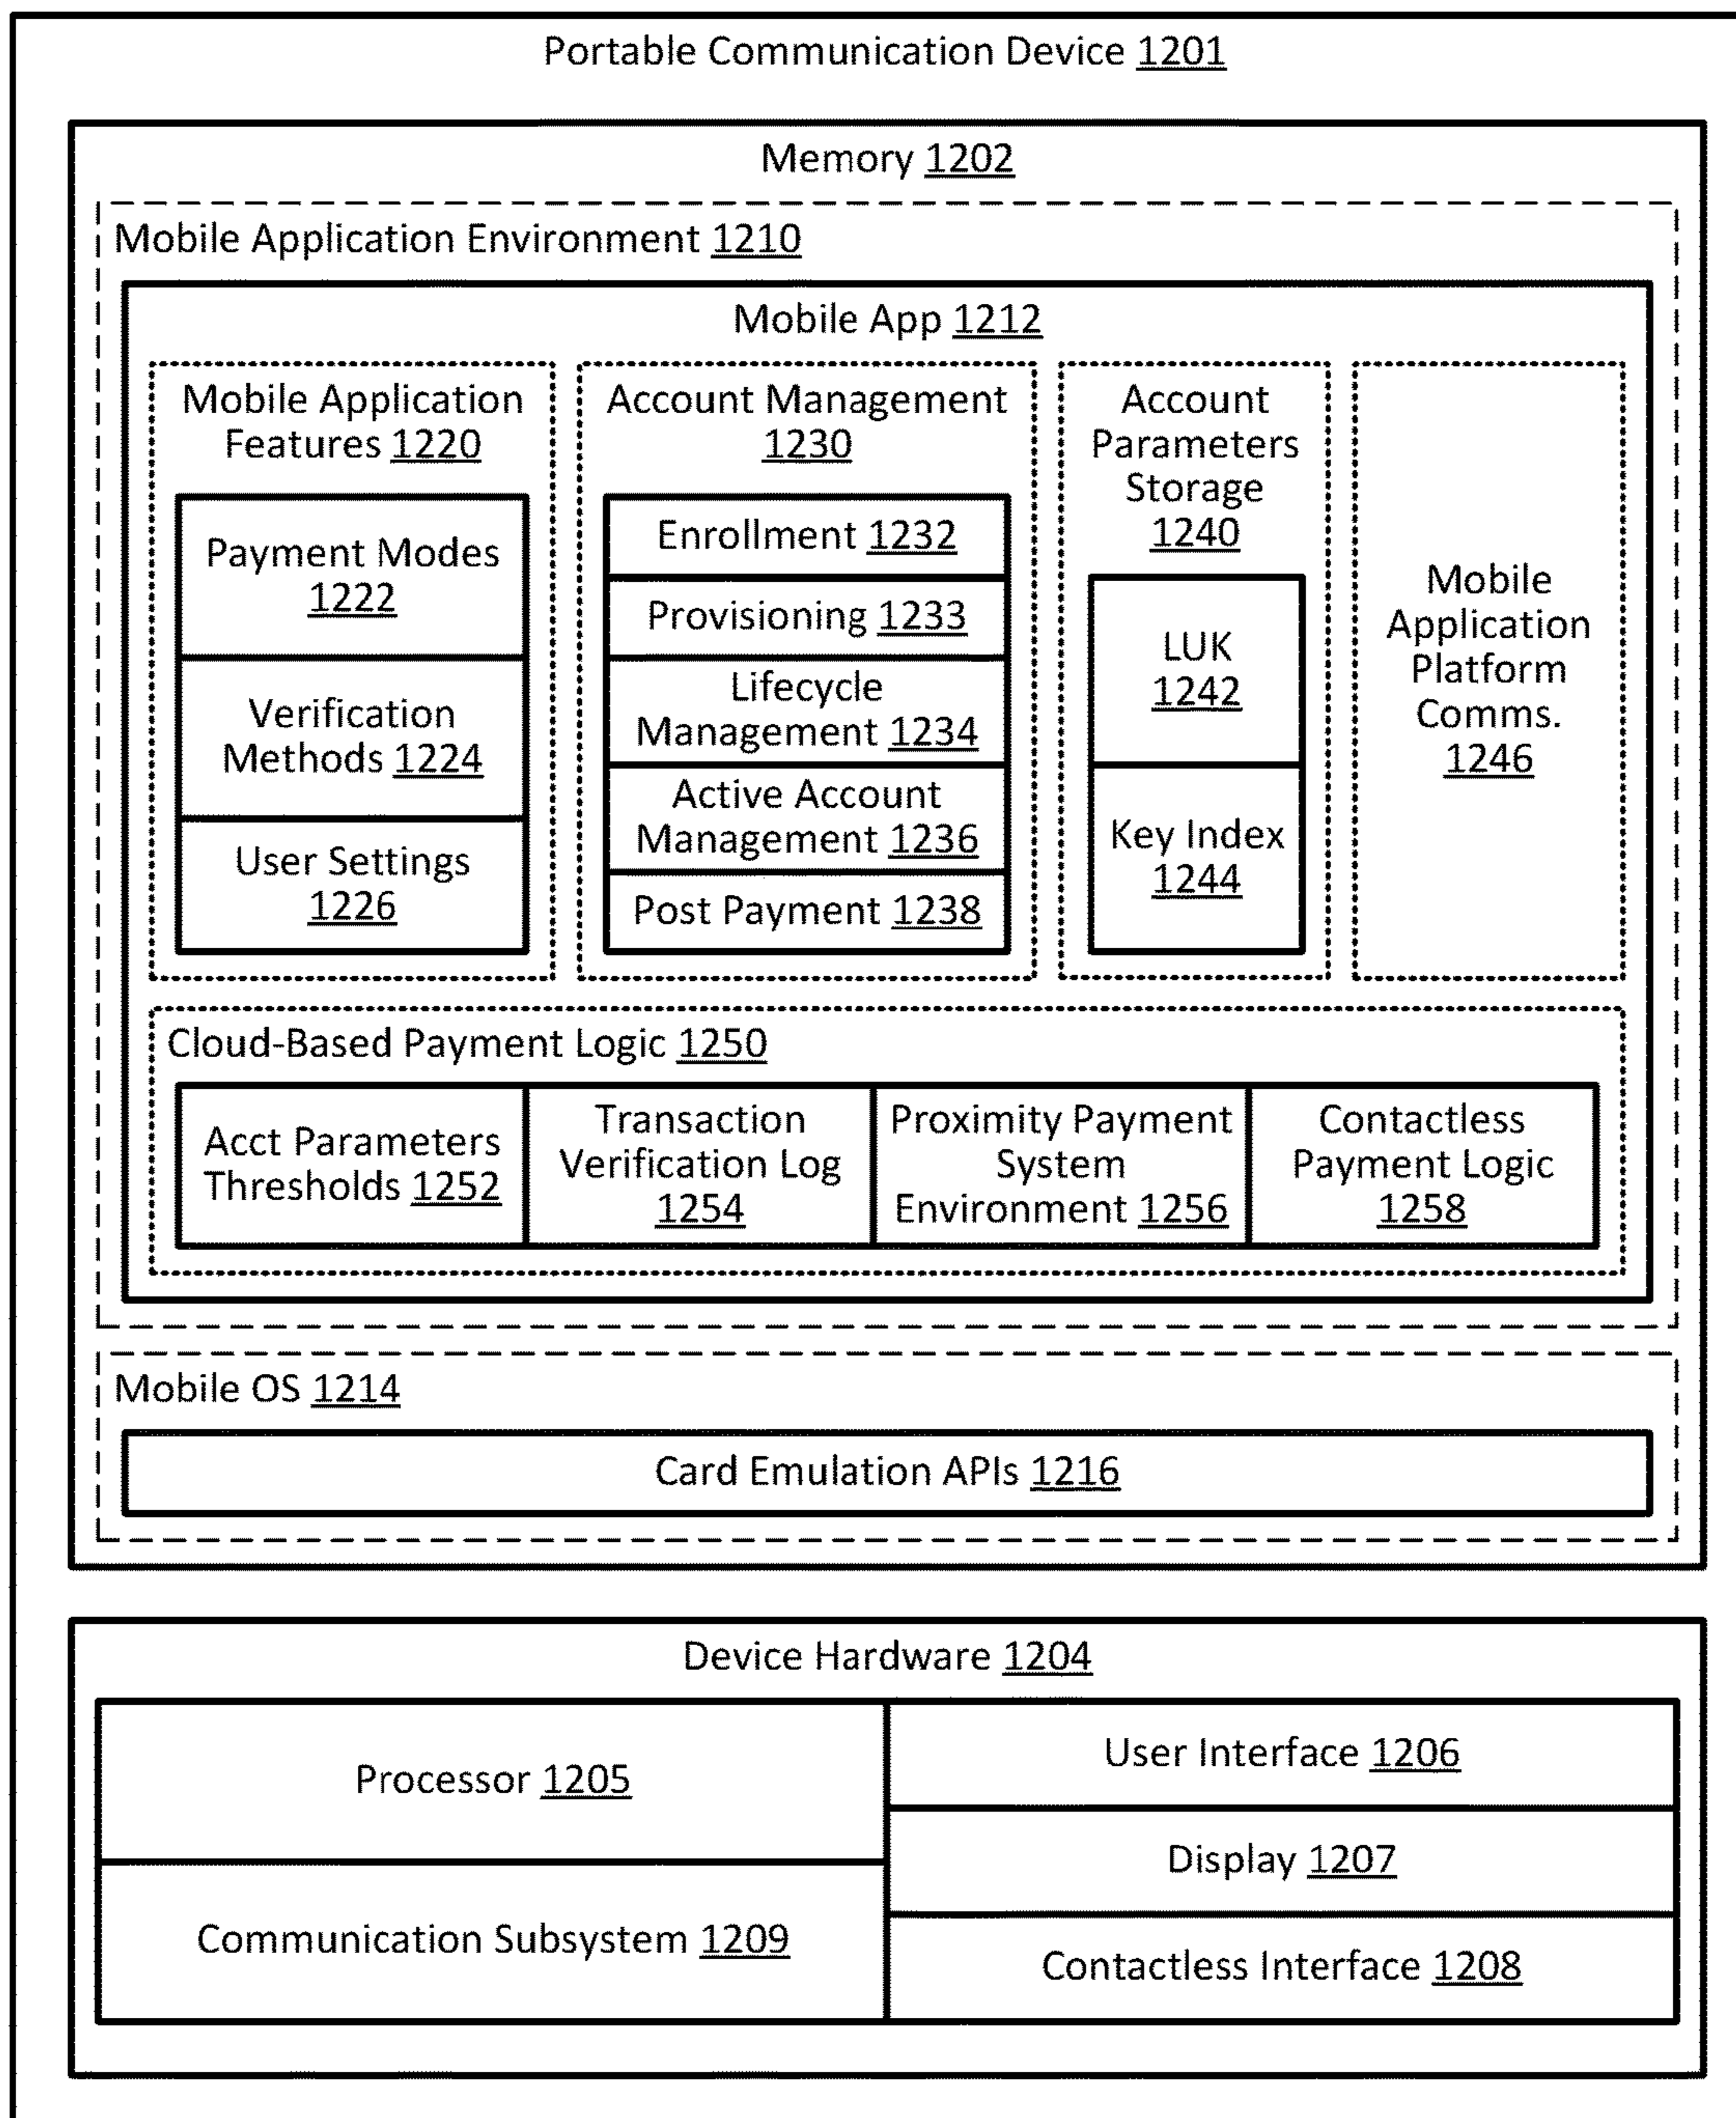 Portable Communication Device 1201
Memory 1202
Mobile Application Environment 1210
Mobile App 1212
Mobile Application
Features 1220
Payment Modes
1222
Verification
Methods 1224
User Settings
1226
Account Management
1230
Enrollment 1232
Provisioning 1233
Lifecycle
Management 1234
Active Account
Management 1236
Post Payment 1238
Account
Parameters
Storage
1240
LUK
1242
Key Index
1244
Mobile
Application
Platform
Comms.
1246
Cloud-Based Payment Logic 1250
Acct Parameters
Thresholds 1252
Transaction
Verification Log
1254
Proximity Payment
System
Environment 1256
Contactless
Payment Logic
1258
Mobile OS 1214
Card Emulation APIs 1216
Device Hardware 1204
Processor 1205
Communication Subsystem 1209
User Interface 1206
Display 1207
Contactless Interface 1208